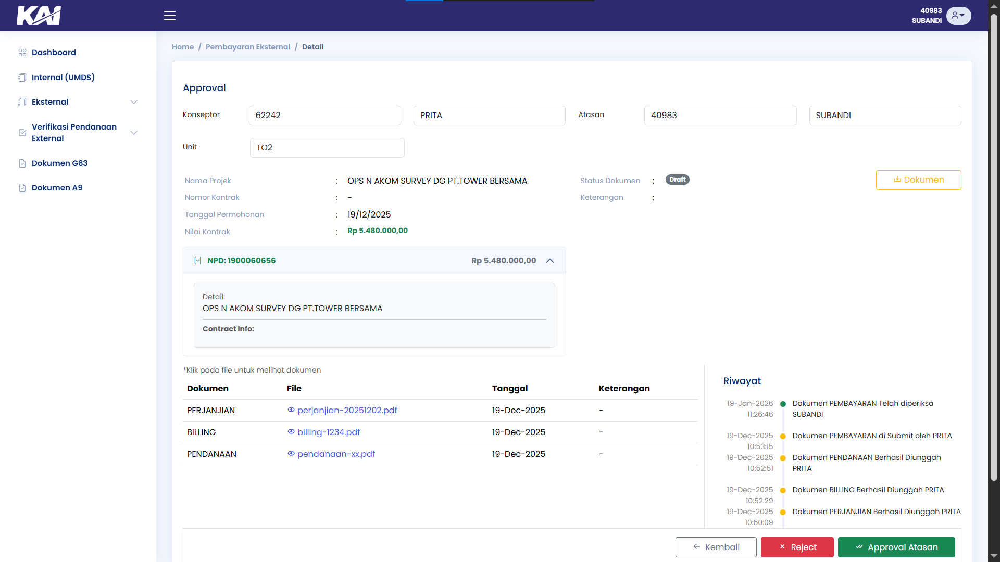 KAI
40983
SUBANDI
Dashboard
Internal (UMDS)
Eksternal
Verifikasi Pendanaan
External
Dokumen G63
Dokumen A9
Home / Pembayaran Eksternal / Detail
Approval
Konseptor 62242 PRITA Atasan 40983 SUBANDI
Unit TO2
Nama Projek : OPS N AKOM SURVEY DG PT.TOWER BERSAMA
Nomor Kontrak : -
Tanggal Permohonan : 19/12/2025
Nilai Kontrak : Rp 5.480.000,00
Status Dokumen : Draft
Keterangan :
Dokumen
NPD: 1900060656 Rp 5.480.000,00
Detail:
OPS N AKOM SURVEY DG PT.TOWER BERSAMA
Contract Info:
*Klik pada file untuk melihat dokumen
Dokumen File Tanggal Keterangan
PERJANJIAN perjanjian-20251202.pdf 19-Dec-2025 -
BILLING billing-1234.pdf 19-Dec-2025 -
PENDANAAN pendanaan-xx.pdf 19-Dec-2025 -
Riwayat
19-Jan-2026 Dokumen PEMBAYARAN Telah diperiksa
11:26:46 SUBANDI
19-Dec-2025 Dokumen PEMBAYARAN di Submit oleh PRITA
10:53:15
19-Dec-2025 Dokumen PENDANAAN Berhasil Diunggah
10:52:51 PRITA
19-Dec-2025 Dokumen BILLING Berhasil Diunggah PRITA
10:52:29
19-Dec-2025 Dokumen PERJANJIAN Berhasil Diunggah PRITA
10:50:09
Kembali Reject Approval Atasan